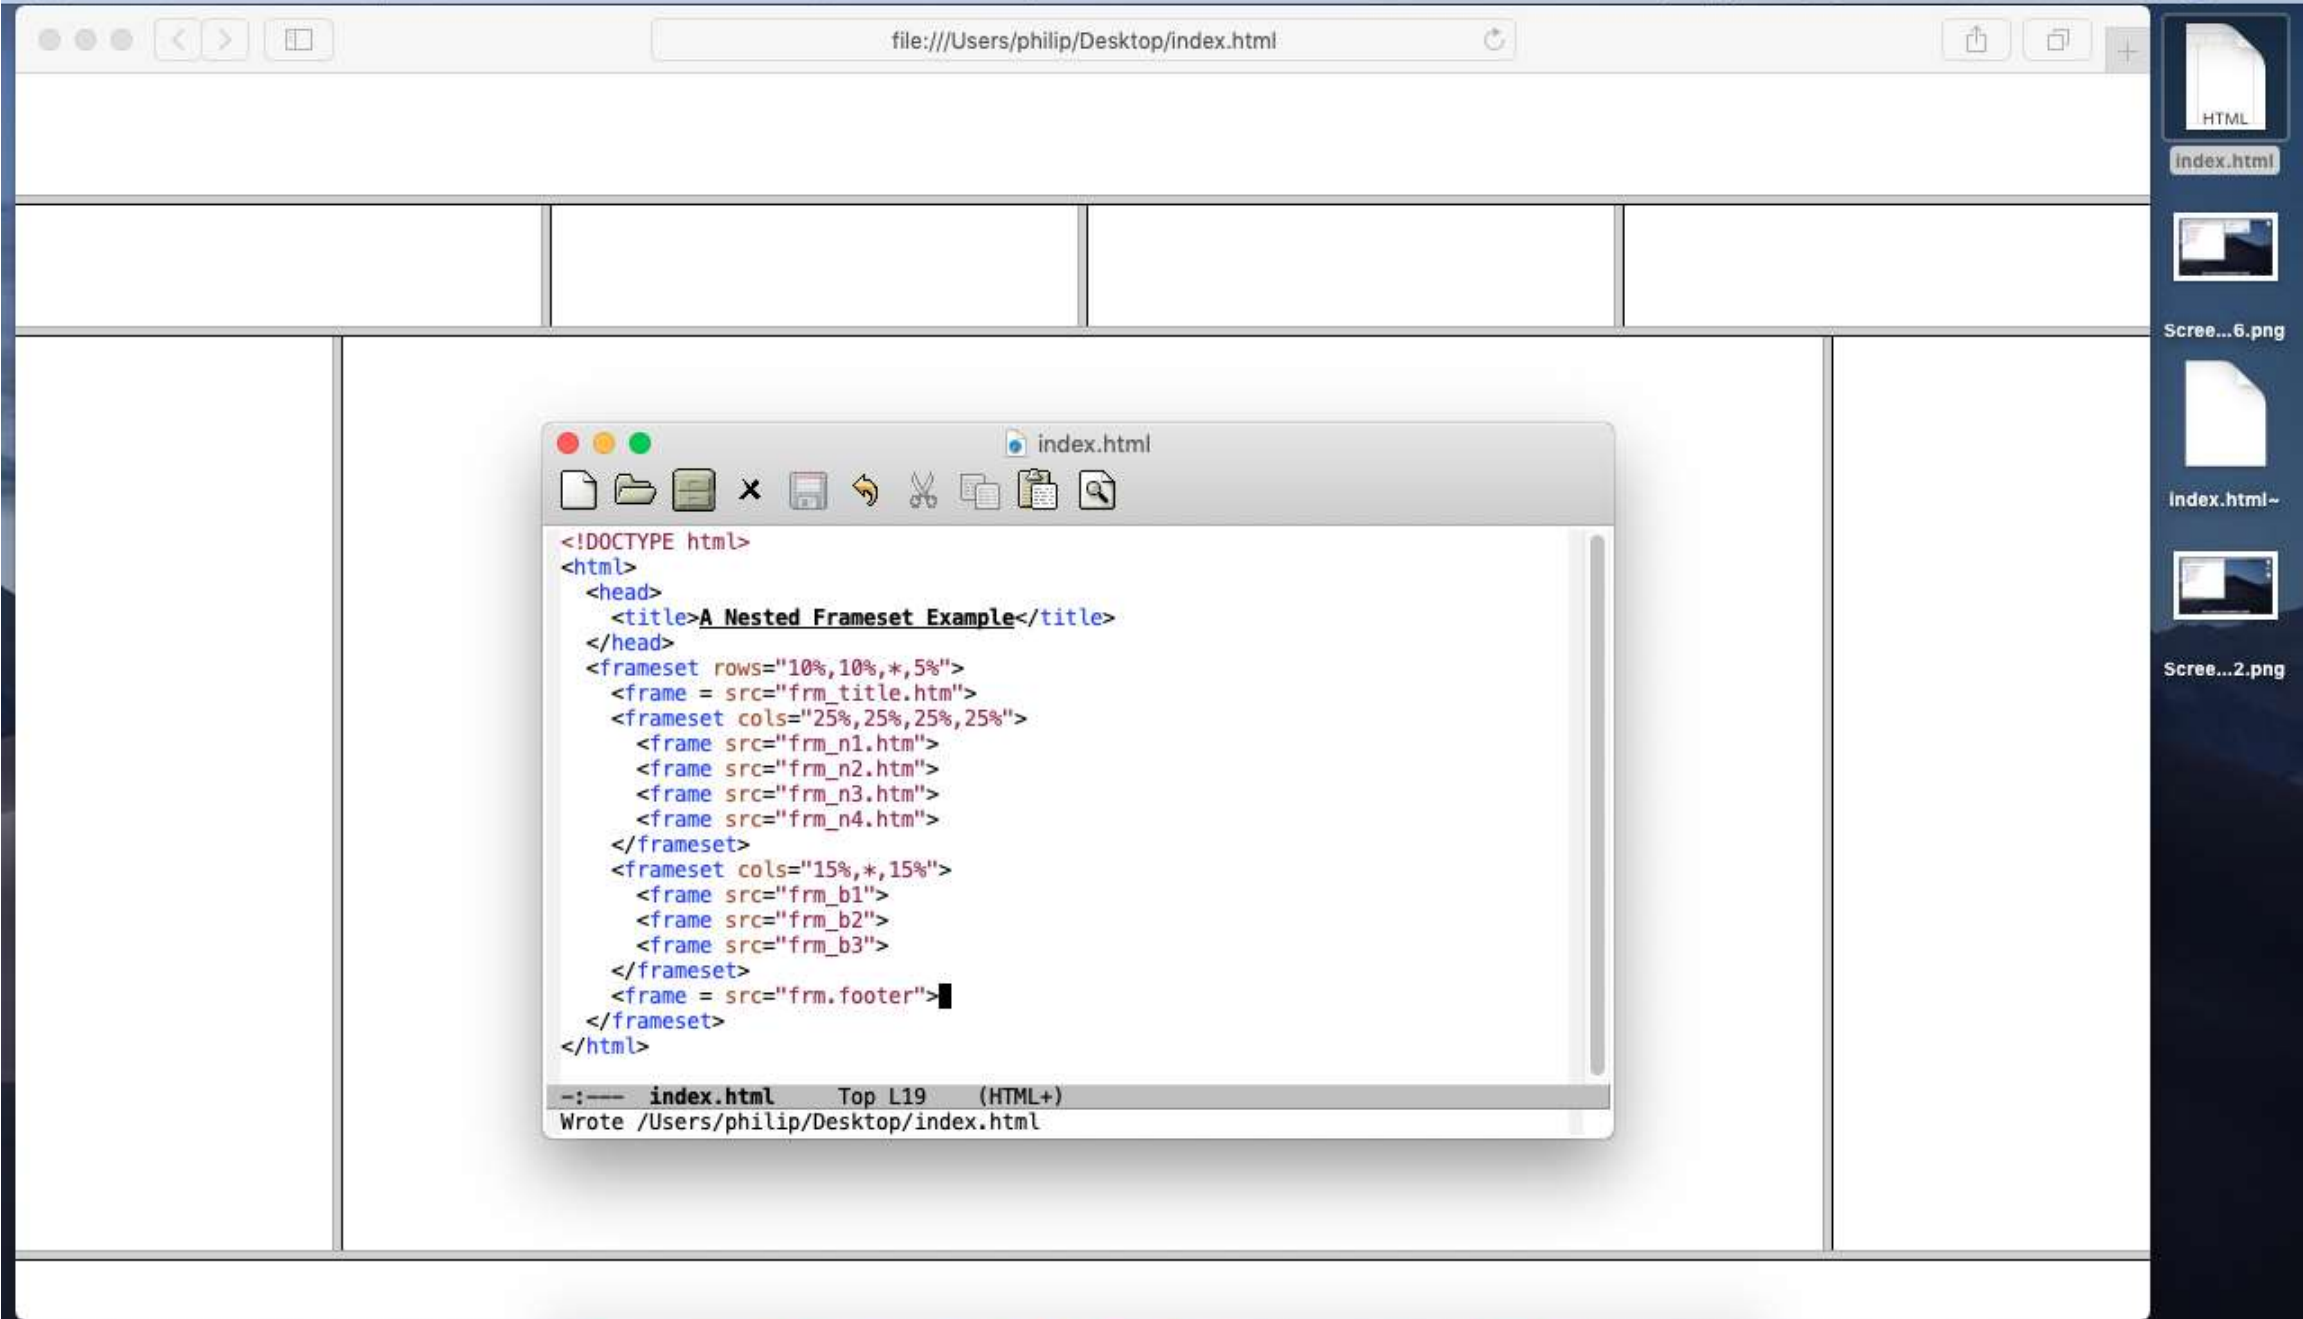 file:///Users/philip/Desktop/index.html
HTML
index.html
Scree...6.png
index.html~
Scree...2.png
index.html
<!DOCTYPE html>
<html>
  <head>
    <title>A Nested Frameset Example</title>
  </head>
  <frameset rows="10%,10%,*,5%">
    <frame = src="frm_title.htm">
    <frameset cols="25%,25%,25%,25%">
      <frame src="frm_n1.htm">
      <frame src="frm_n2.htm">
      <frame src="frm_n3.htm">
      <frame src="frm_n4.htm">
    </frameset>
    <frameset cols="15%,*,15%">
      <frame src="frm_b1">
      <frame src="frm_b2">
      <frame src="frm_b3">
    </frameset>
    <frame = src="frm.footer">
  </frameset>
</html>
-:--- index.html Top L19 (HTML+)
Wrote /Users/philip/Desktop/index.html